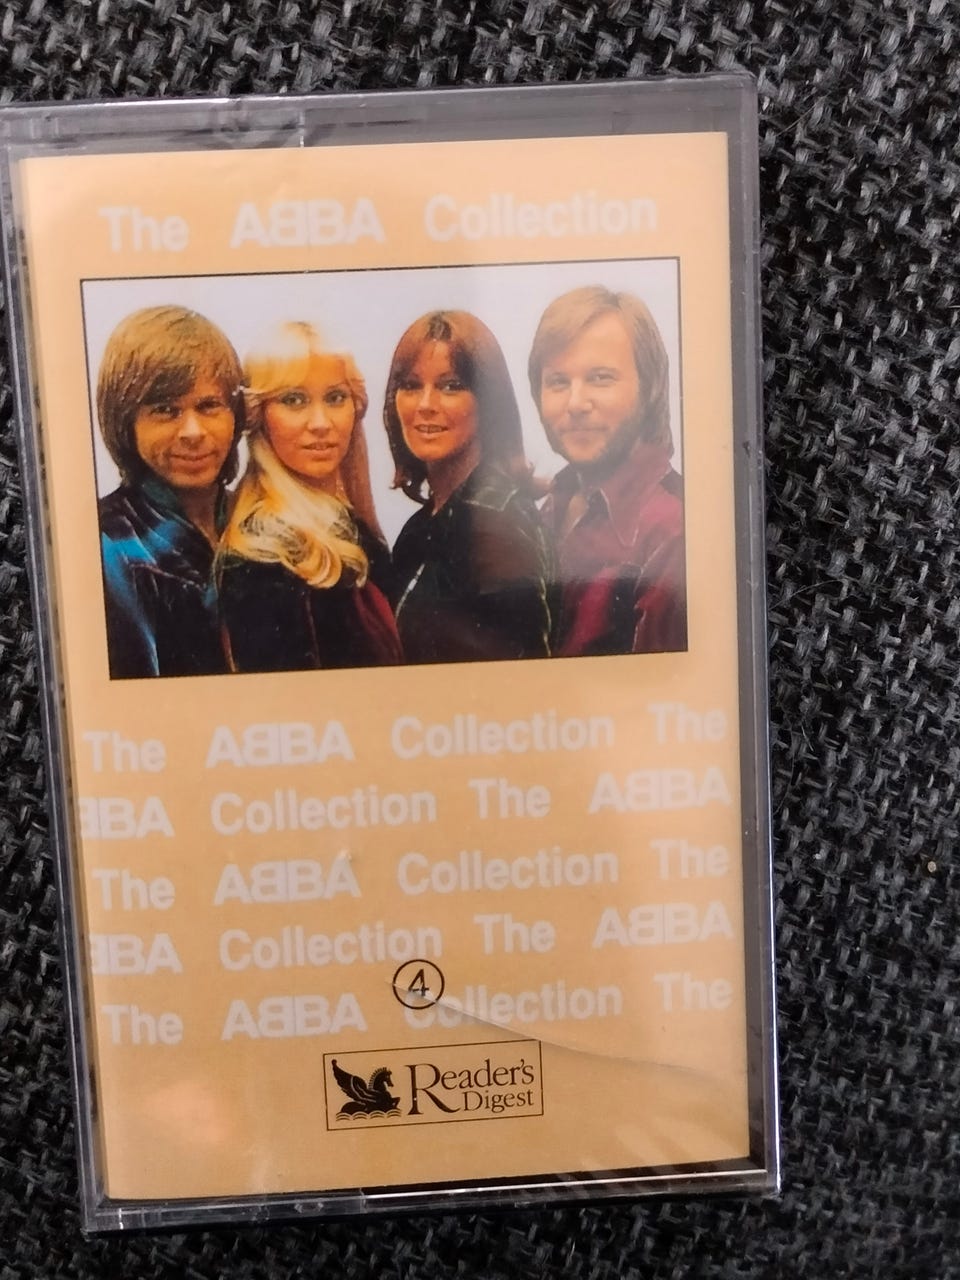 The ABBA Collection
The ABBA Collection The
BBA Collection The ABBA
The ABBA Collection The
BBA Collection The ABBA
4
The ABBA Collection The
Reader's
Digest